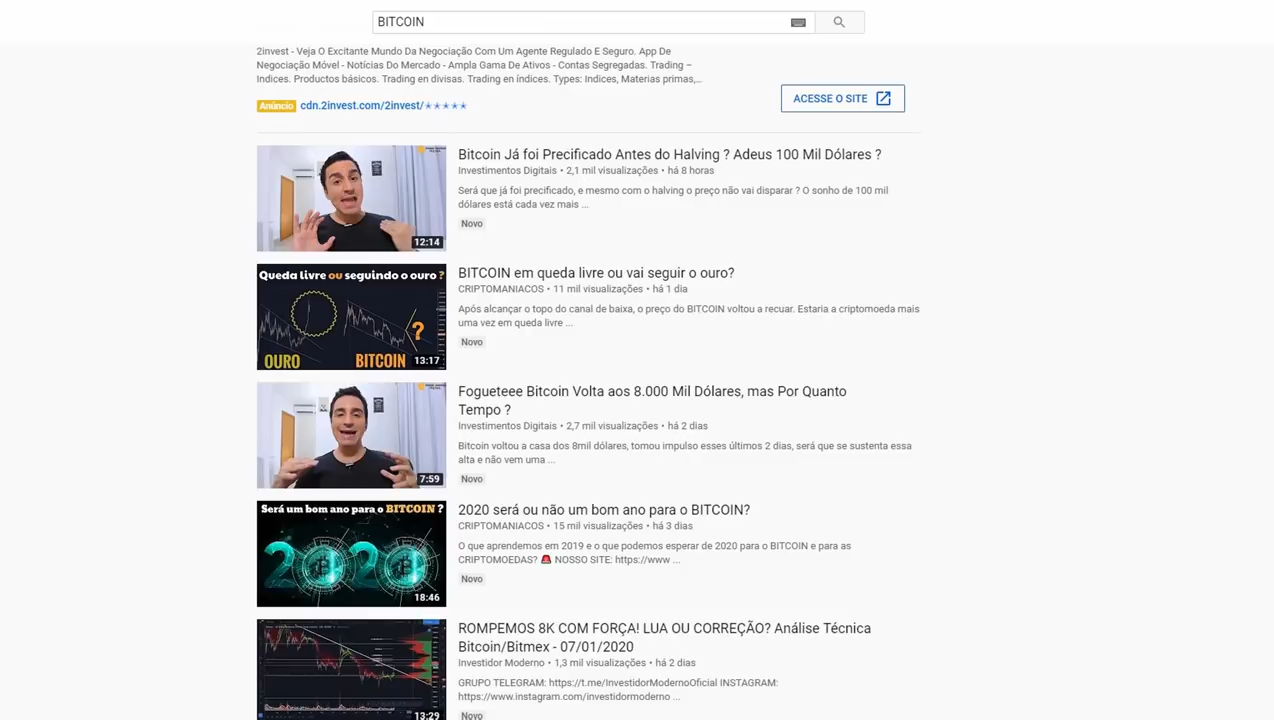 BITCOIN
2invest - Veja O Excitante Mundo Da Negociação Com Um Agente Regulado E Seguro. App De
Negociação Móvel - Notícias Do Mercado - Ampla Gama De Ativos - Contas Segregadas. Trading –
Indices. Productos básicos. Trading en divisas. Trading en índices. Types: Indices, Materias primas,...
Anúncio cdn.2invest.com/2invest/★★★★★
ACESSE O SITE
Bitcoin Já foi Precificado Antes do Halving ? Adeus 100 Mil Dólares ?
Investimentos Digitais • 2,1 mil visualizações • há 8 horas
Será que já foi precificado, e mesmo com o halving o preço não vai disparar ? O sonho de 100 mil
dólares está cada vez mais ...
Novo
12:14
Queda livre ou seguindo o ouro ?
OURO
BITCOIN
?
13:17
BITCOIN em queda livre ou vai seguir o ouro?
CRIPTOMANIACOS • 11 mil visualizações • há 1 dia
Após alcançar o topo do canal de baixa, o preço do BITCOIN voltou a recuar. Estaria a criptomoeda mais
uma vez em queda livre ...
Novo
7:59
Fogueteee Bitcoin Volta aos 8.000 Mil Dólares, mas Por Quanto
Tempo ?
Investimentos Digitais • 2,7 mil visualizações • há 2 dias
Bitcoin voltou a casa dos 8mil dólares, tomou impulso esses últimos 2 dias, será que se sustenta essa
alta e não vem uma ...
Novo
Será um bom ano para o BITCOIN ?
2020
18:46
2020 será ou não um bom ano para o BITCOIN?
CRIPTOMANIACOS • 15 mil visualizações • há 3 dias
O que aprendemos em 2019 e o que podemos esperar de 2020 para o BITCOIN e para as
CRIPTOMOEDAS? 🚨 NOSSO SITE: https://www ...
Novo
13:29
ROMPEMOS 8K COM FORÇA! LUA OU CORREÇÃO? Análise Técnica
Bitcoin/Bitmex - 07/01/2020
Investidor Moderno • 1,3 mil visualizações • há 2 dias
GRUPO TELEGRAM: https://t.me/InvestidorModernoOficial INSTAGRAM:
https://www.instagram.com/investidormoderno ...
Novo